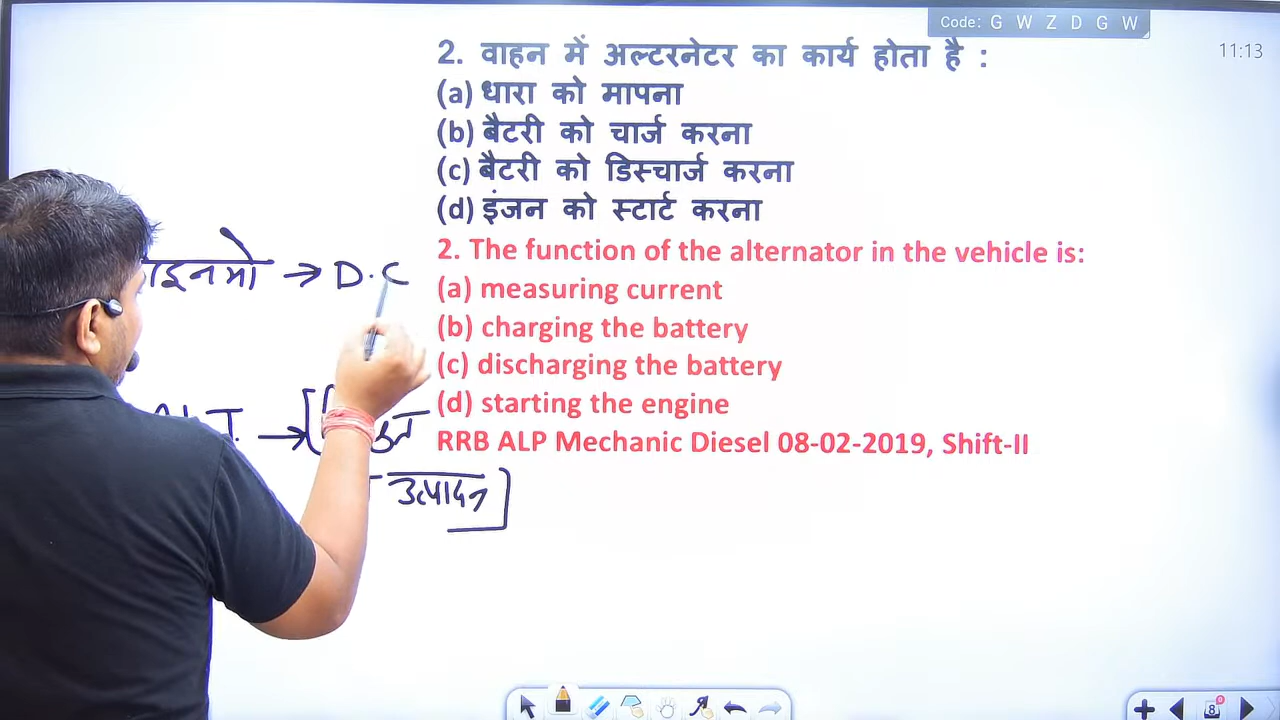 Code: G W Z D G W
11:13
2. वाहन में अल्टरनेटर का कार्य होता है :
(a) धारा को मापना
(b) बैटरी को चार्ज करना
(c) बैटरी को डिस्चार्ज करना
(d) इंजन को स्टार्ट करना
2. The function of the alternator in the vehicle is:
(a) measuring current
(b) charging the battery
(c) discharging the battery
(d) starting the engine
RRB ALP Mechanic Diesel 08-02-2019, Shift-II
→ D.C
उत्पादन
8